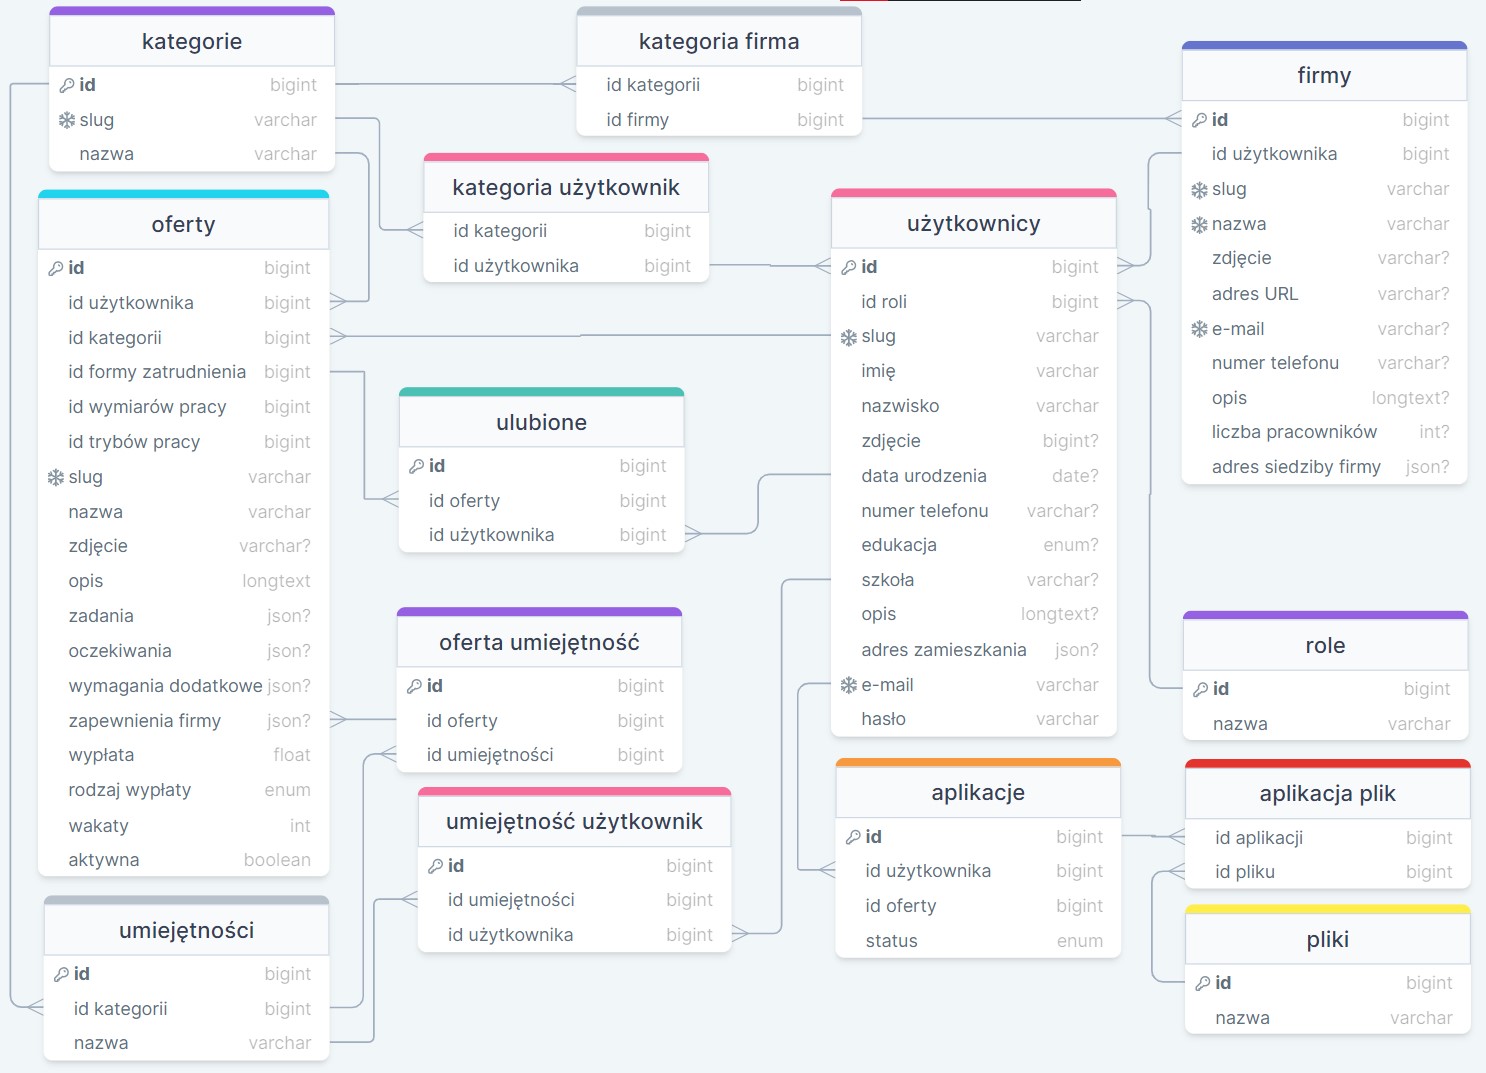 kategorie
id bigint
slug varchar
nazwa varchar
kategoria firma
id kategorii bigint
id firmy bigint
firmy
id bigint
id użytkownika bigint
slug varchar
nazwa varchar
zdjęcie varchar?
adres URL varchar?
e-mail varchar?
numer telefonu varchar?
opis longtext?
liczba pracowników int?
adres siedziby firmy json?
kategoria użytkownik
id kategorii bigint
id użytkownika bigint
oferty
id bigint
id użytkownika bigint
id kategorii bigint
id formy zatrudnienia bigint
id wymiarów pracy bigint
id trybów pracy bigint
slug varchar
nazwa varchar
zdjęcie varchar?
opis longtext
zadania json?
oczekiwania json?
wymagania dodatkowe json?
zapewnienia firmy json?
wypłata float
rodzaj wypłaty enum
wakaty int
aktywna boolean
użytkownicy
id bigint
id roli bigint
slug varchar
imię varchar
nazwisko varchar
zdjęcie bigint?
data urodzenia date?
numer telefonu varchar?
edukacja enum?
szkoła varchar?
opis longtext?
adres zamieszkania json?
e-mail varchar
hasło varchar
ulubione
id bigint
id oferty bigint
id użytkownika bigint
oferta umiejętność
id bigint
id oferty bigint
id umiejętności bigint
role
id bigint
nazwa varchar
umiejętność użytkownik
id bigint
id umiejętności bigint
id użytkownika bigint
aplikacje
id bigint
id użytkownika bigint
id oferty bigint
status enum
aplikacja plik
id aplikacji bigint
id pliku bigint
umiejętności
id bigint
id kategorii bigint
nazwa varchar
pliki
id bigint
nazwa varchar